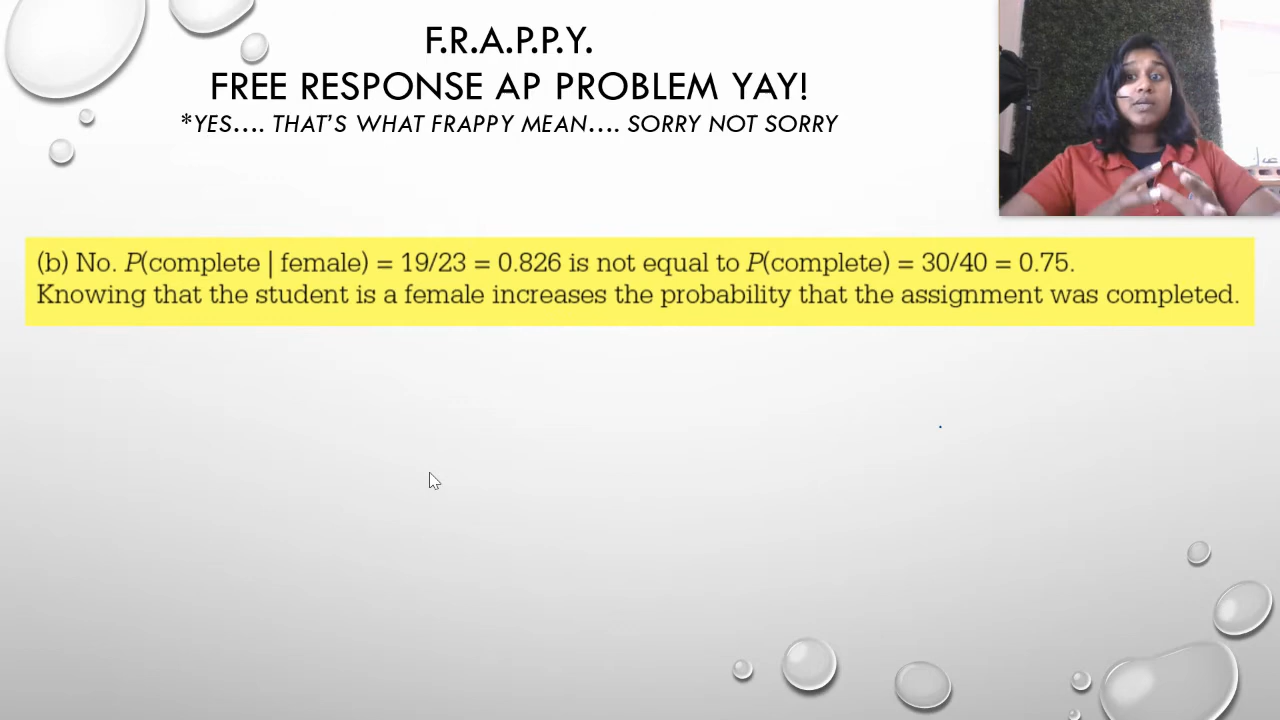 F.R.A.P.P.Y.
FREE RESPONSE AP PROBLEM YAY!
*YES.... THAT'S WHAT FRAPPY MEAN.... SORRY NOT SORRY
(b) No. P(complete | female) = 19/23 = 0.826 is not equal to P(complete) = 30/40 = 0.75.
Knowing that the student is a female increases the probability that the assignment was completed.